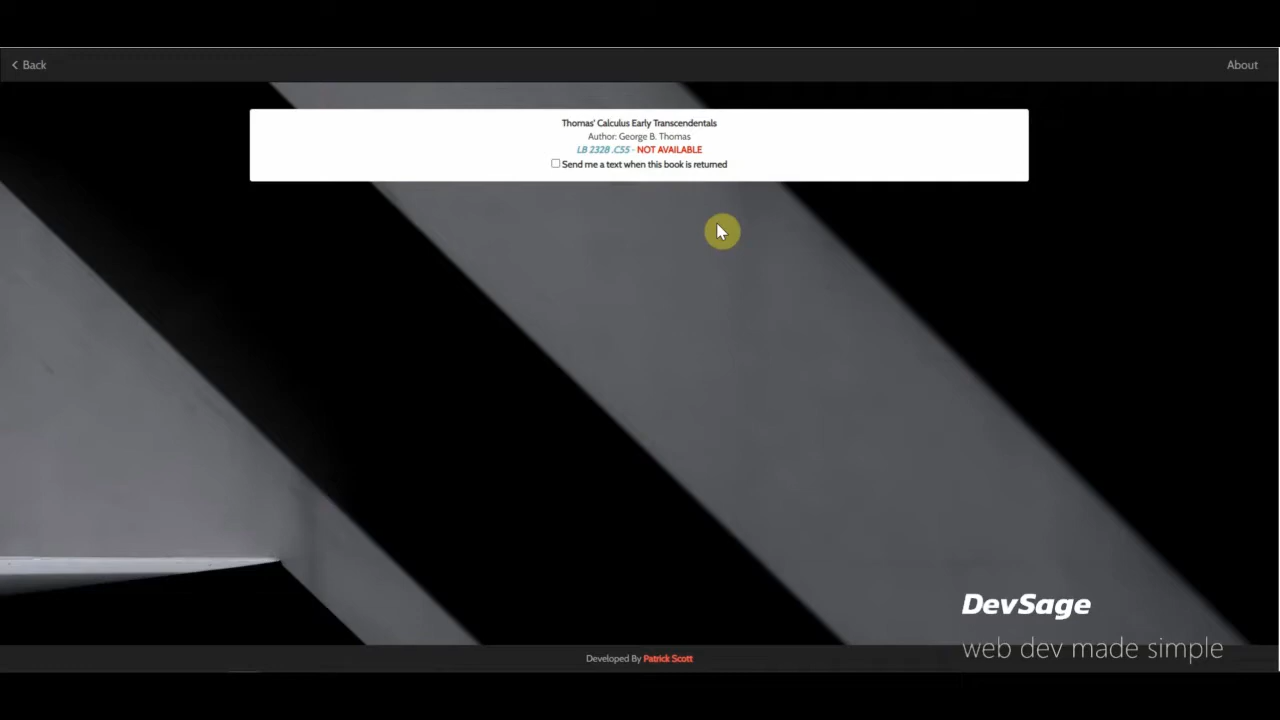 Back
About
Thomas' Calculus Early Transcendentals
Author: George B. Thomas
LB 2328 .C55 - NOT AVAILABLE
Send me a text when this book is returned
DevSage
web dev made simple
Developed By Patrick Scott